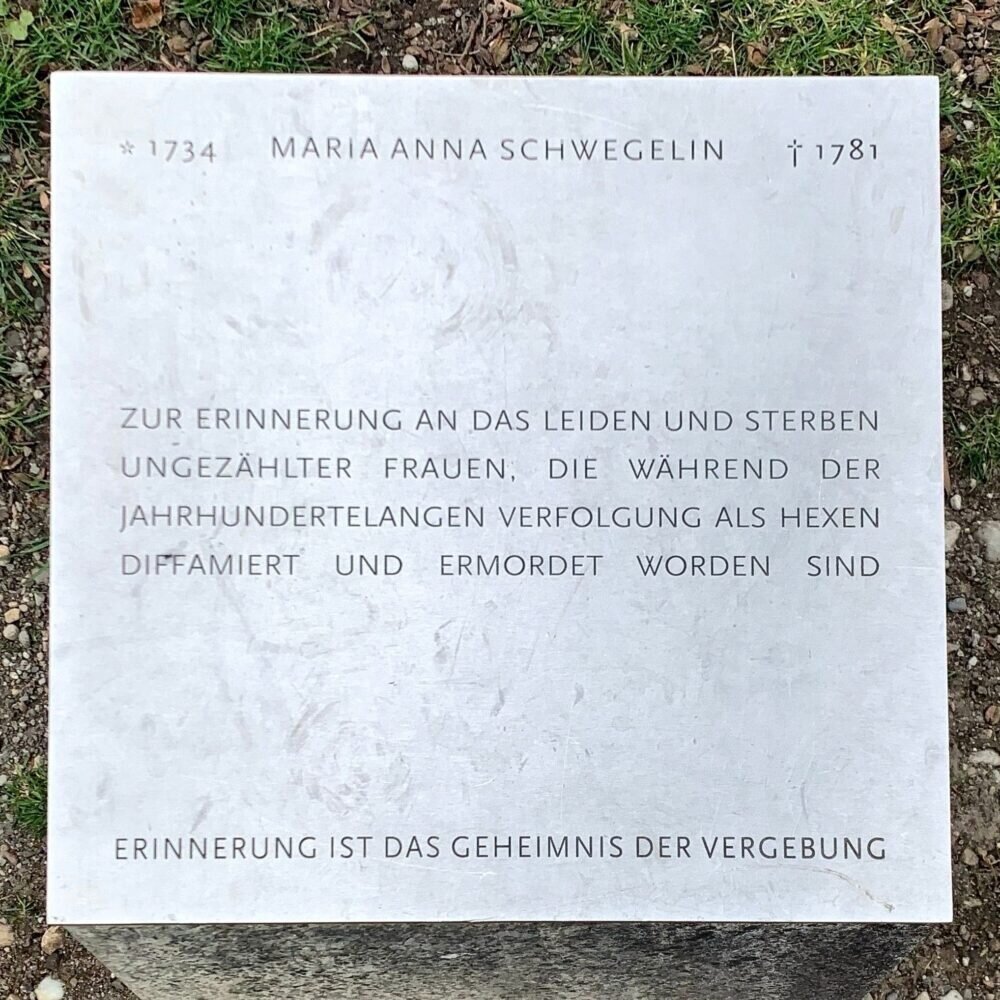 * 1734 MARIA ANNA SCHWEGELIN † 1781
ZUR ERINNERUNG AN DAS LEIDEN UND STERBEN
UNGEZÄHLTER FRAUEN, DIE WÄHREND DER
JAHRHUNDERTELANGEN VERFOLGUNG ALS HEXEN
DIFFAMIERT UND ERMORDET WORDEN SIND
ERINNERUNG IST DAS GEHEIMNIS DER VERGEBUNG